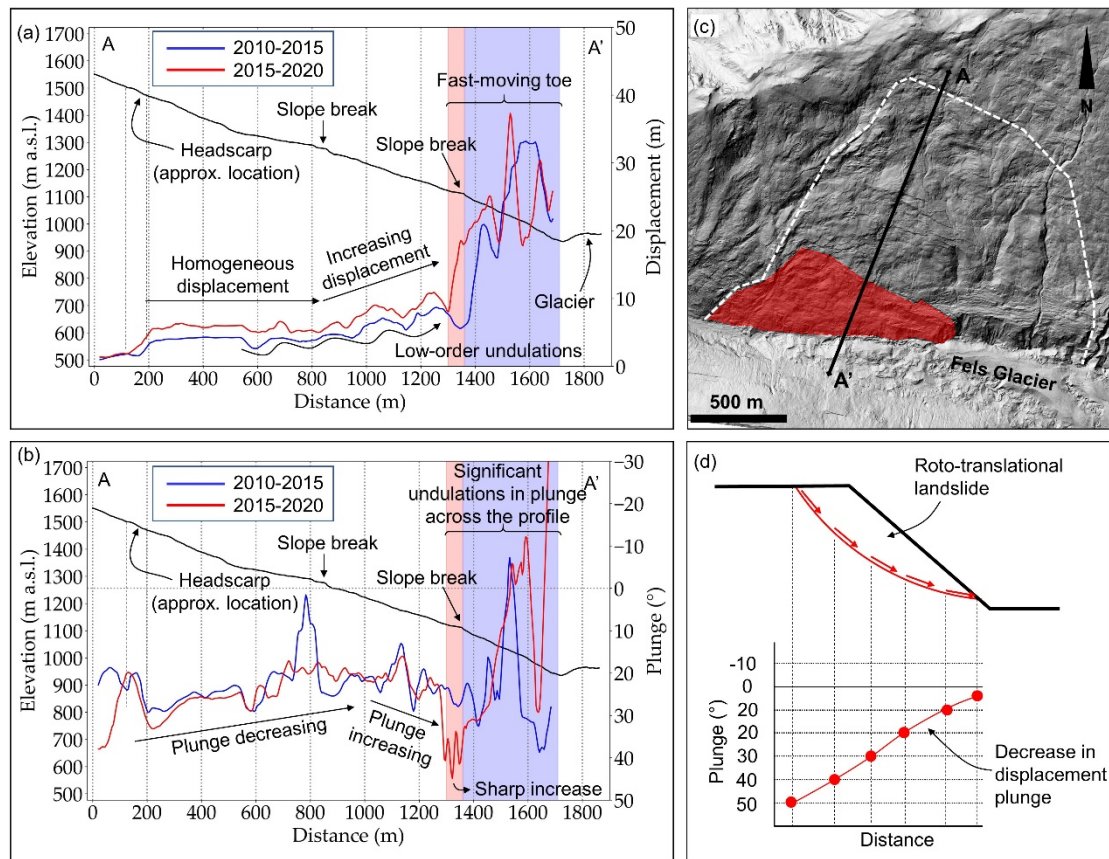 (a)
A
A'
2010-2015
2015-2020
Fast-moving toe
Slope break
Slope break
Headscarp
(approx. location)
Homogeneous
displacement
Increasing
displacement
Glacier
Low-order undulations
Elevation (m a.s.l.)
1700
1600
1500
1400
1300
1200
1100
1000
900
800
700
600
500
Displacement (m)
50
40
30
20
10
0
0 200 400 600 800 1000 1200 1400 1600 1800
Distance (m)
(b)
A
A'
2010-2015
2015-2020
Significant
undulations in plunge
across the profile
Slope break
Slope break
Headscarp
(approx. location)
Plunge decreasing
Plunge
increasing
Sharp increase
Elevation (m a.s.l.)
1700
1600
1500
1400
1300
1200
1100
1000
900
800
700
600
500
Plunge (°)
-30
-20
-10
0
10
20
30
40
50
0 200 400 600 800 1000 1200 1400 1600 1800
Distance (m)
(c)
A
N
A'
Fels Glacier
500 m
(d)
Roto-translational
landslide
Plunge (°)
-10
0
20
20
30
40
50
Decrease in
displacement
plunge
Distance